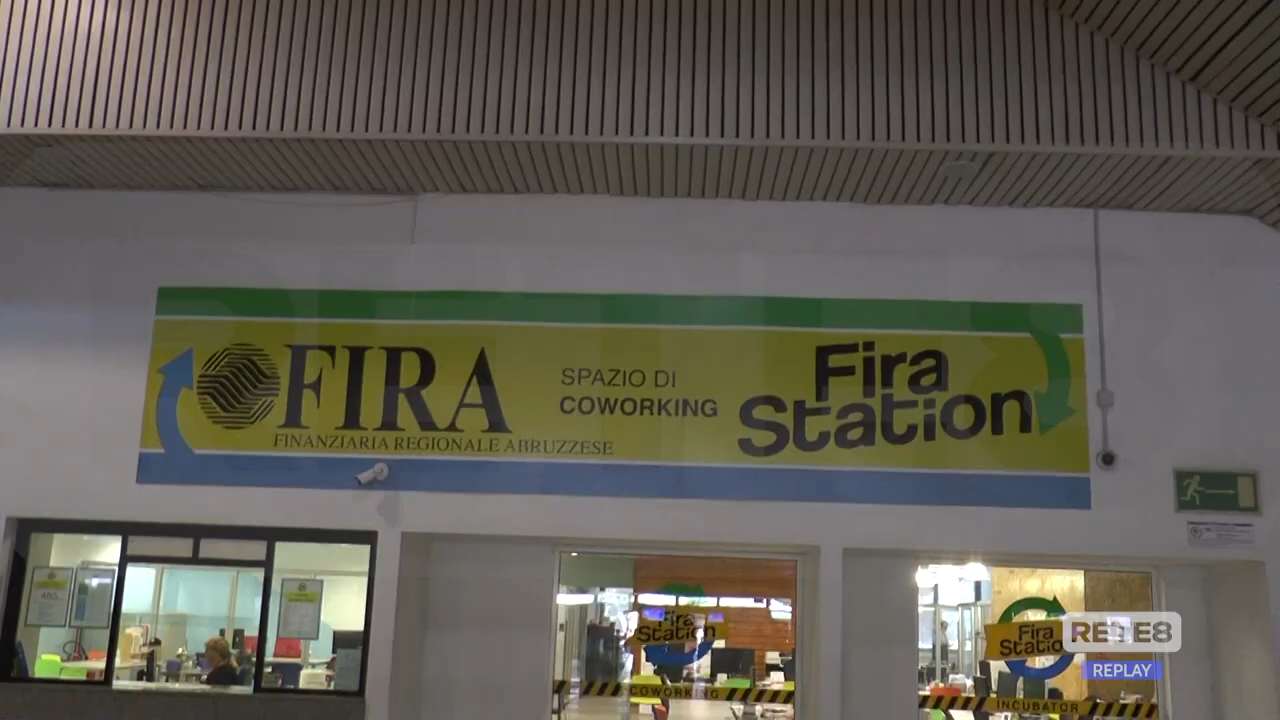 FIRA
FINANZIARIA REGIONALE ABRUZZESE
SPAZIO DI
COWORKING
Fira
Station
Fira
Station
COWORKING
Fira
Station
INCUBATOR
RETE8
REPLAY